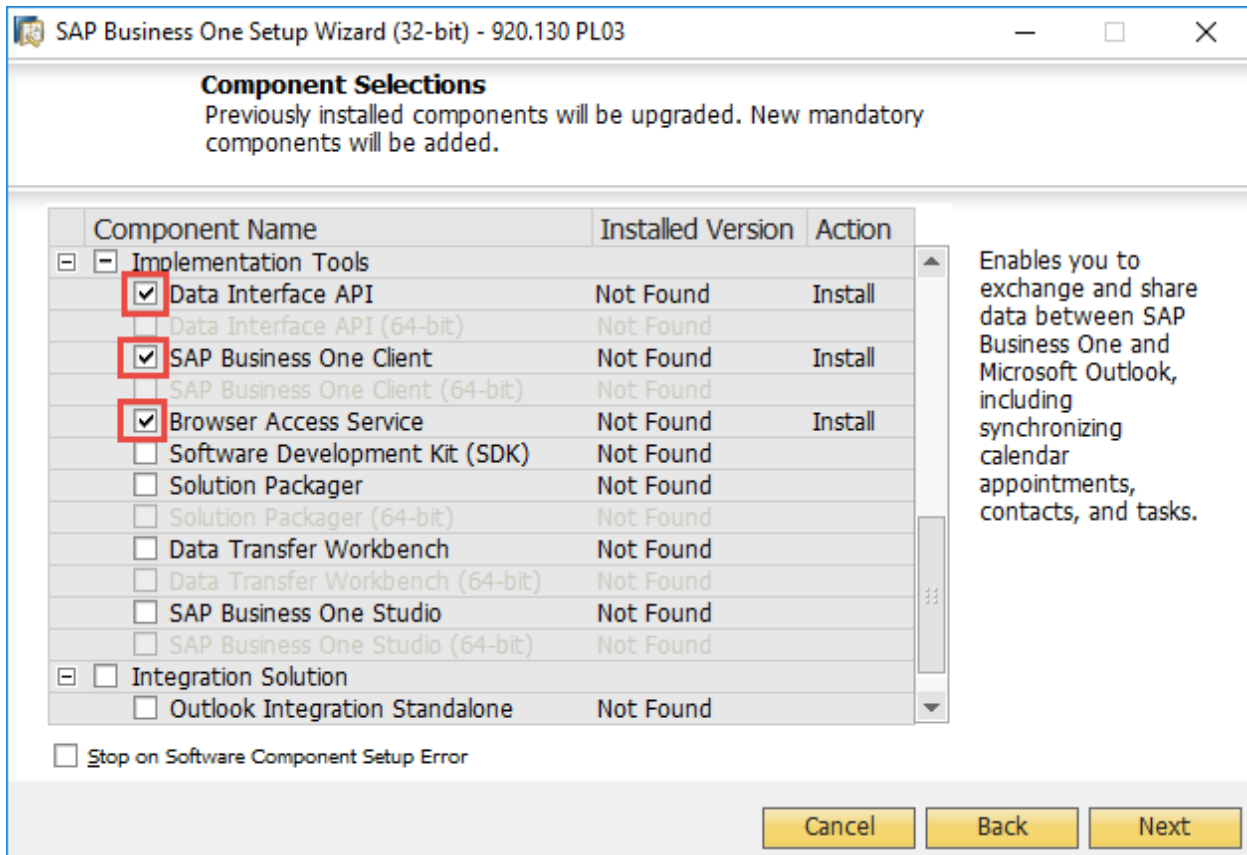 SAP Business One Setup Wizard (32-bit) - 920.130 PL03
Component Selections
Previously installed components will be upgraded. New mandatory
components will be added.
Component Name Installed Version Action
Implementation Tools
Data Interface API Not Found Install
Data Interface API (64-bit) Not Found
SAP Business One Client Not Found Install
SAP Business One Client (64-bit) Not Found
Browser Access Service Not Found Install
Software Development Kit (SDK) Not Found
Solution Packager Not Found
Solution Packager (64-bit) Not Found
Data Transfer Workbench Not Found
Data Transfer Workbench (64-bit) Not Found
SAP Business One Studio Not Found
SAP Business One Studio (64-bit) Not Found
Integration Solution
Outlook Integration Standalone Not Found
Enables you to
exchange and share
data between SAP
Business One and
Microsoft Outlook,
including
synchronizing
calendar
appointments,
contacts, and tasks.
Stop on Software Component Setup Error
Cancel Back Next